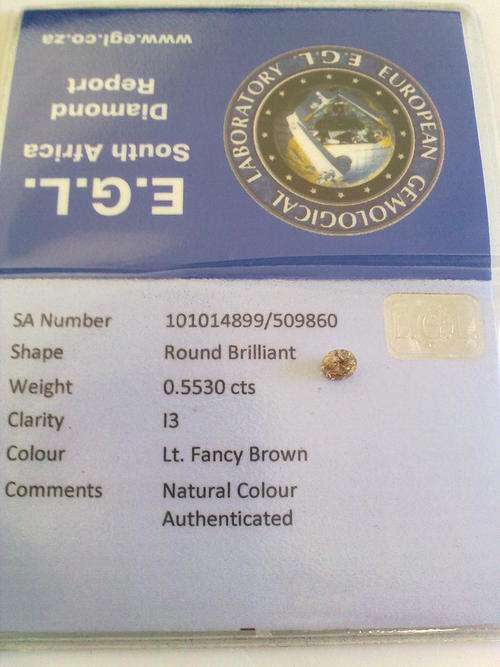 E.G.L.
South Africa
Diamond
Report
www.egl.co.za
EUROPEAN GEMOLOGICAL LABORATORY
E.G.L.
SA Number 101014899/509860
Shape Round Brilliant
Weight 0.5530 cts
Clarity I3
Colour Lt. Fancy Brown
Comments Natural Colour
Authenticated